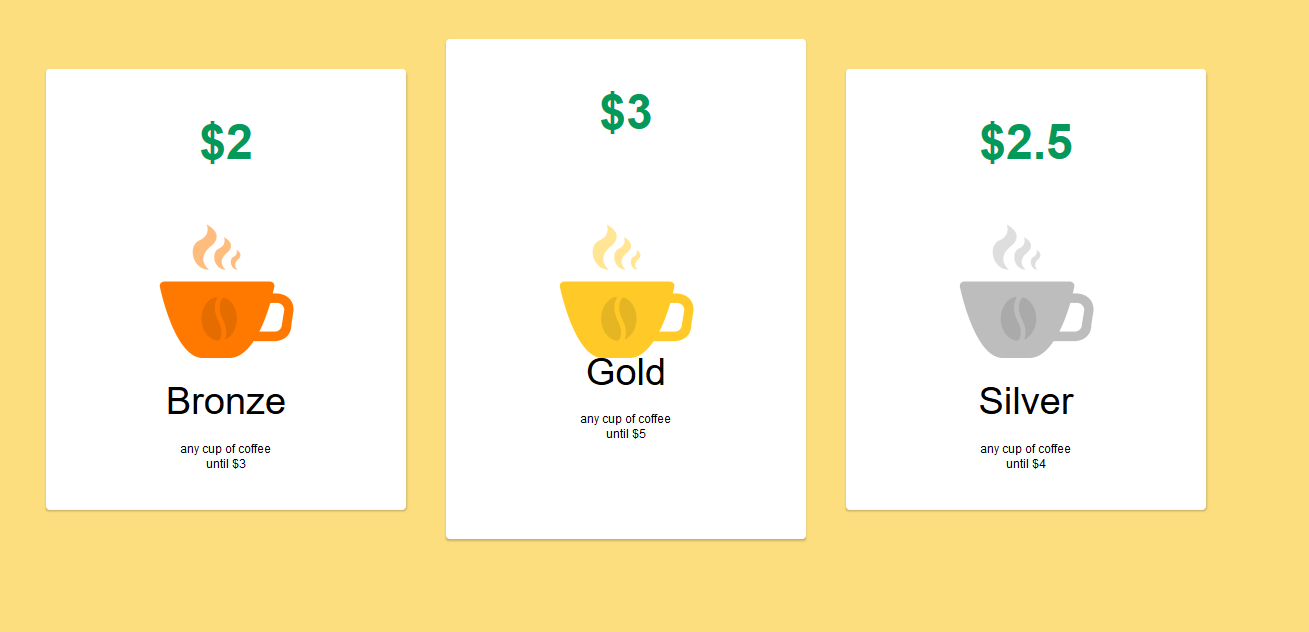 $2
Bronze
any cup of coffee
until $3
$3
Gold
any cup of coffee
until $5
$2.5
Silver
any cup of coffee
until $4